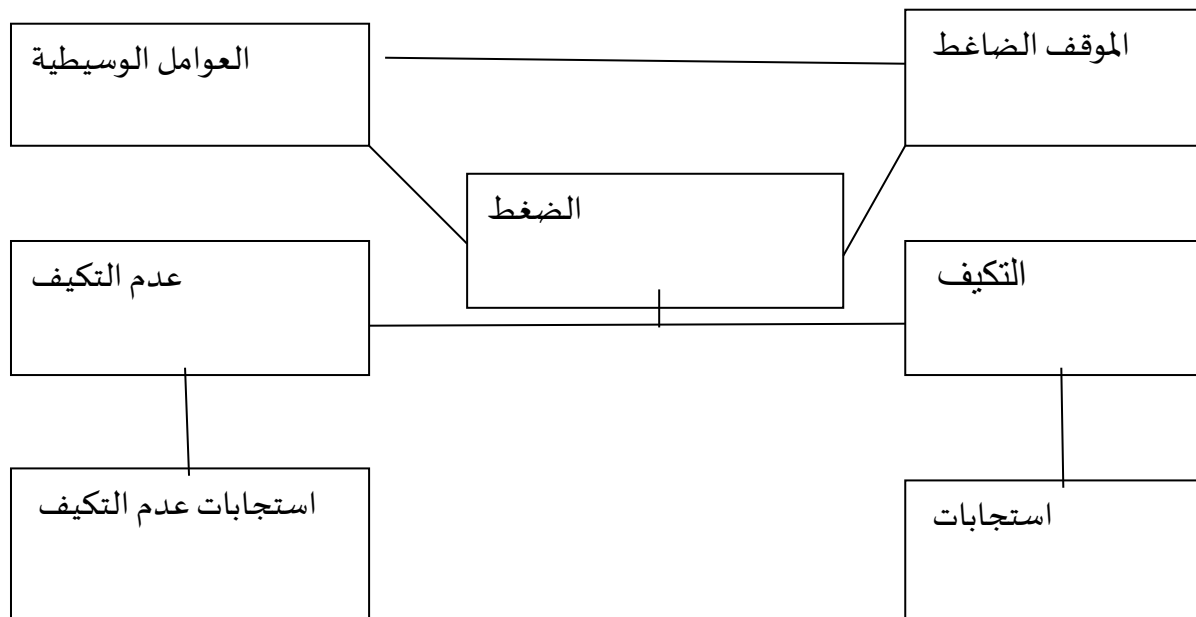 الموقف الضاغط
العوامل الوسيطية
الضغط
التكيف
عدم التكيف
استجابات
استجابات عدم التكيف